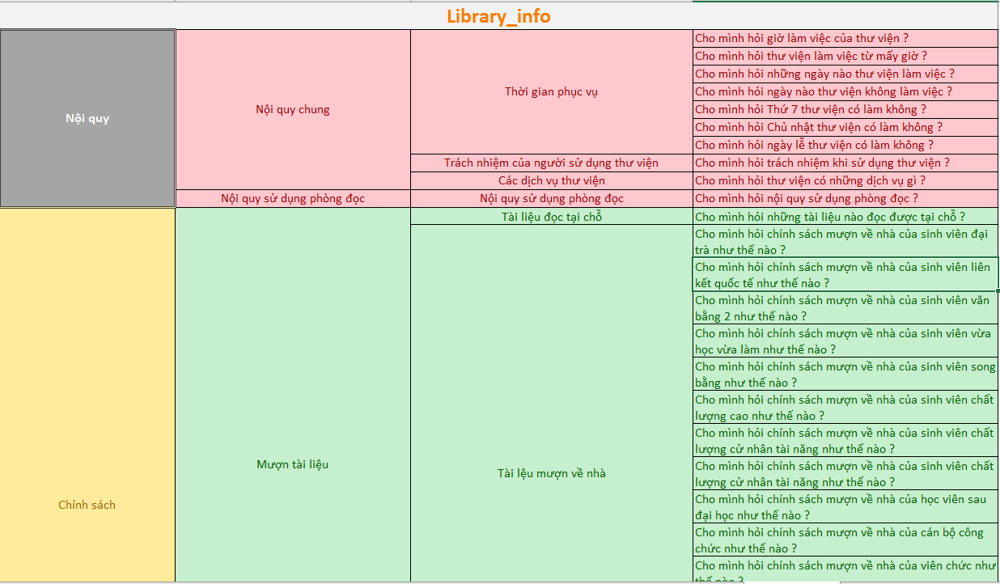 Library_info
Nội quy
Nội quy chung
Thời gian phục vụ
Cho mình hỏi giờ làm việc của thư viện ?
Cho mình hỏi thư viện làm việc từ mấy giờ ?
Cho mình hỏi những ngày nào thư viện làm việc ?
Cho mình hỏi ngày nào thư viện không làm việc ?
Cho mình hỏi Thứ 7 thư viện có làm không ?
Cho mình hỏi Chủ nhật thư viện có làm không ?
Cho mình hỏi ngày lễ thư viện có làm không ?
Trách nhiệm của người sử dụng thư viện
Cho mình hỏi trách nhiệm khi sử dụng thư viện ?
Các dịch vụ thư viện
Cho mình hỏi thư viện có những dịch vụ gì ?
Nội quy sử dụng phòng đọc
Nội quy sử dụng phòng đọc
Cho mình hỏi nội quy sử dụng phòng đọc ?
Chính sách
Mượn tài liệu
Tài liệu đọc tại chỗ
Cho mình hỏi những tài liệu nào đọc được tại chỗ ?
Tài lệu mượn về nhà
Cho mình hỏi chính sách mượn về nhà của sinh viên đại
trà như thế nào ?
Cho mình hỏi chính sách mượn về nhà của sinh viên liên
kết quốc tế như thế nào ?
Cho mình hỏi chính sách mượn về nhà của sinh viên văn
bằng 2 như thế nào ?
Cho mình hỏi chính sách mượn về nhà của sinh viên vừa
học vừa làm như thế nào ?
Cho mình hỏi chính sách mượn về nhà của sinh viên song
bằng như thế nào ?
Cho mình hỏi chính sách mượn về nhà của sinh viên chất
lượng cao như thế nào ?
Cho mình hỏi chính sách mượn về nhà của sinh viên chất
lượng cử nhân tài năng như thế nào ?
Cho mình hỏi chính sách mượn về nhà của sinh viên chất
lượng cử nhân tài năng như thế nào ?
Cho mình hỏi chính sách mượn về nhà của học viên sau
đại học như thế nào ?
Cho mình hỏi chính sách mượn về nhà của cán bộ công
chức như thế nào ?
Cho mình hỏi chính sách mượn về nhà của viên chức như
thế nào ?